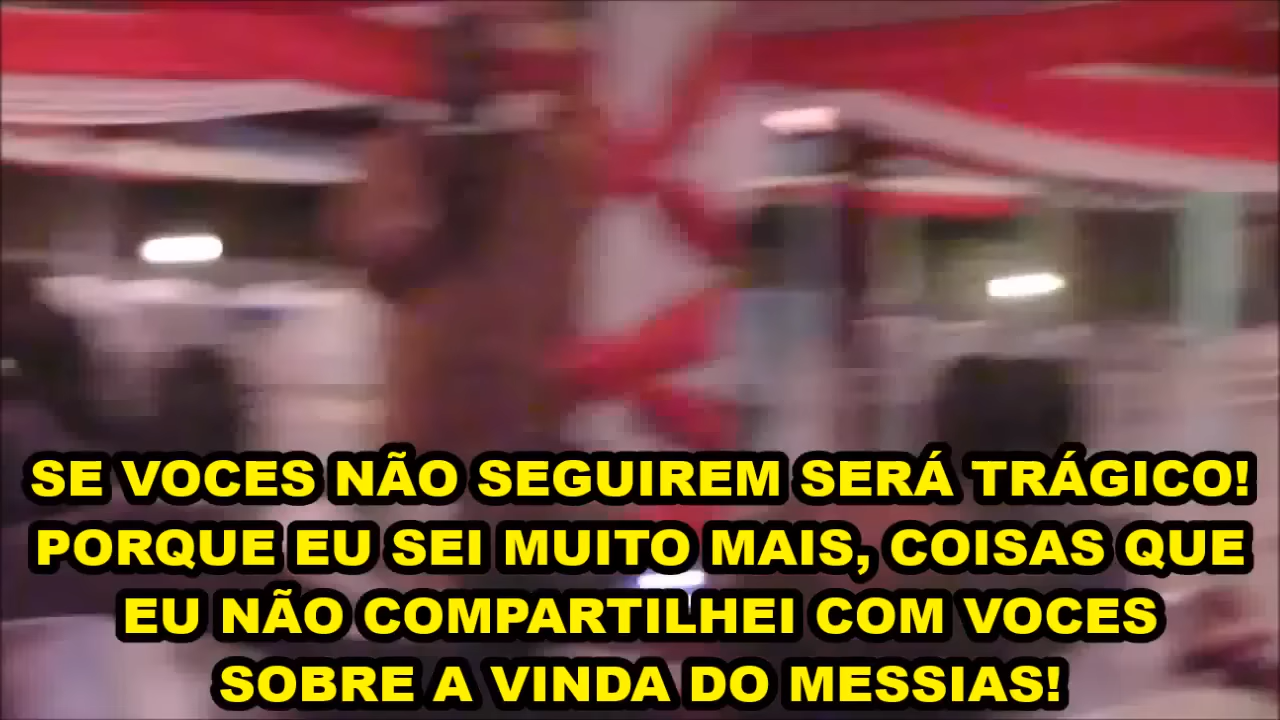 SE VOCES NÃO SEGUIREM SERÁ TRÁGICO!
PORQUE EU SEI MUITO MAIS, COISAS QUE
EU NÃO COMPARTILHEI COM VOCES
SOBRE A VINDA DO MESSIAS!